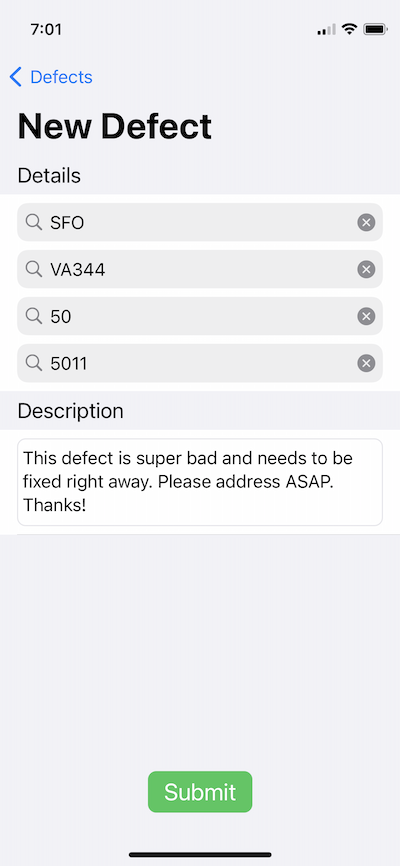 7:01
Defects
New Defect
Details
SFO
VA344
50
5011
Description
This defect is super bad and needs to be
fixed right away. Please address ASAP.
Thanks!
Submit